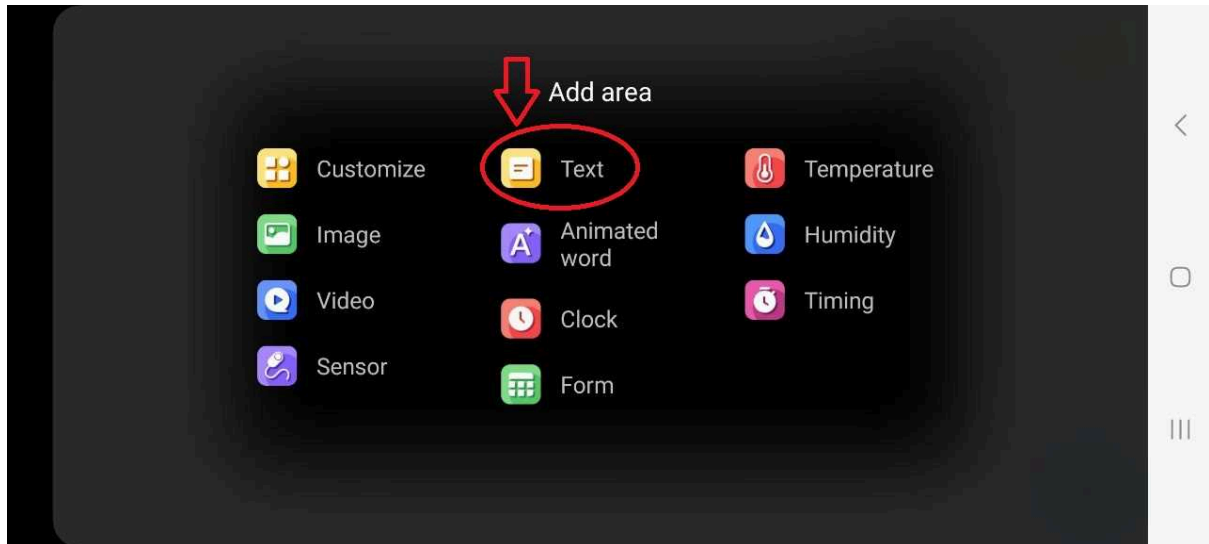 Add area
Customize
Text
Temperature
Image
Animated
word
Humidity
Video
Clock
Timing
Sensor
Form